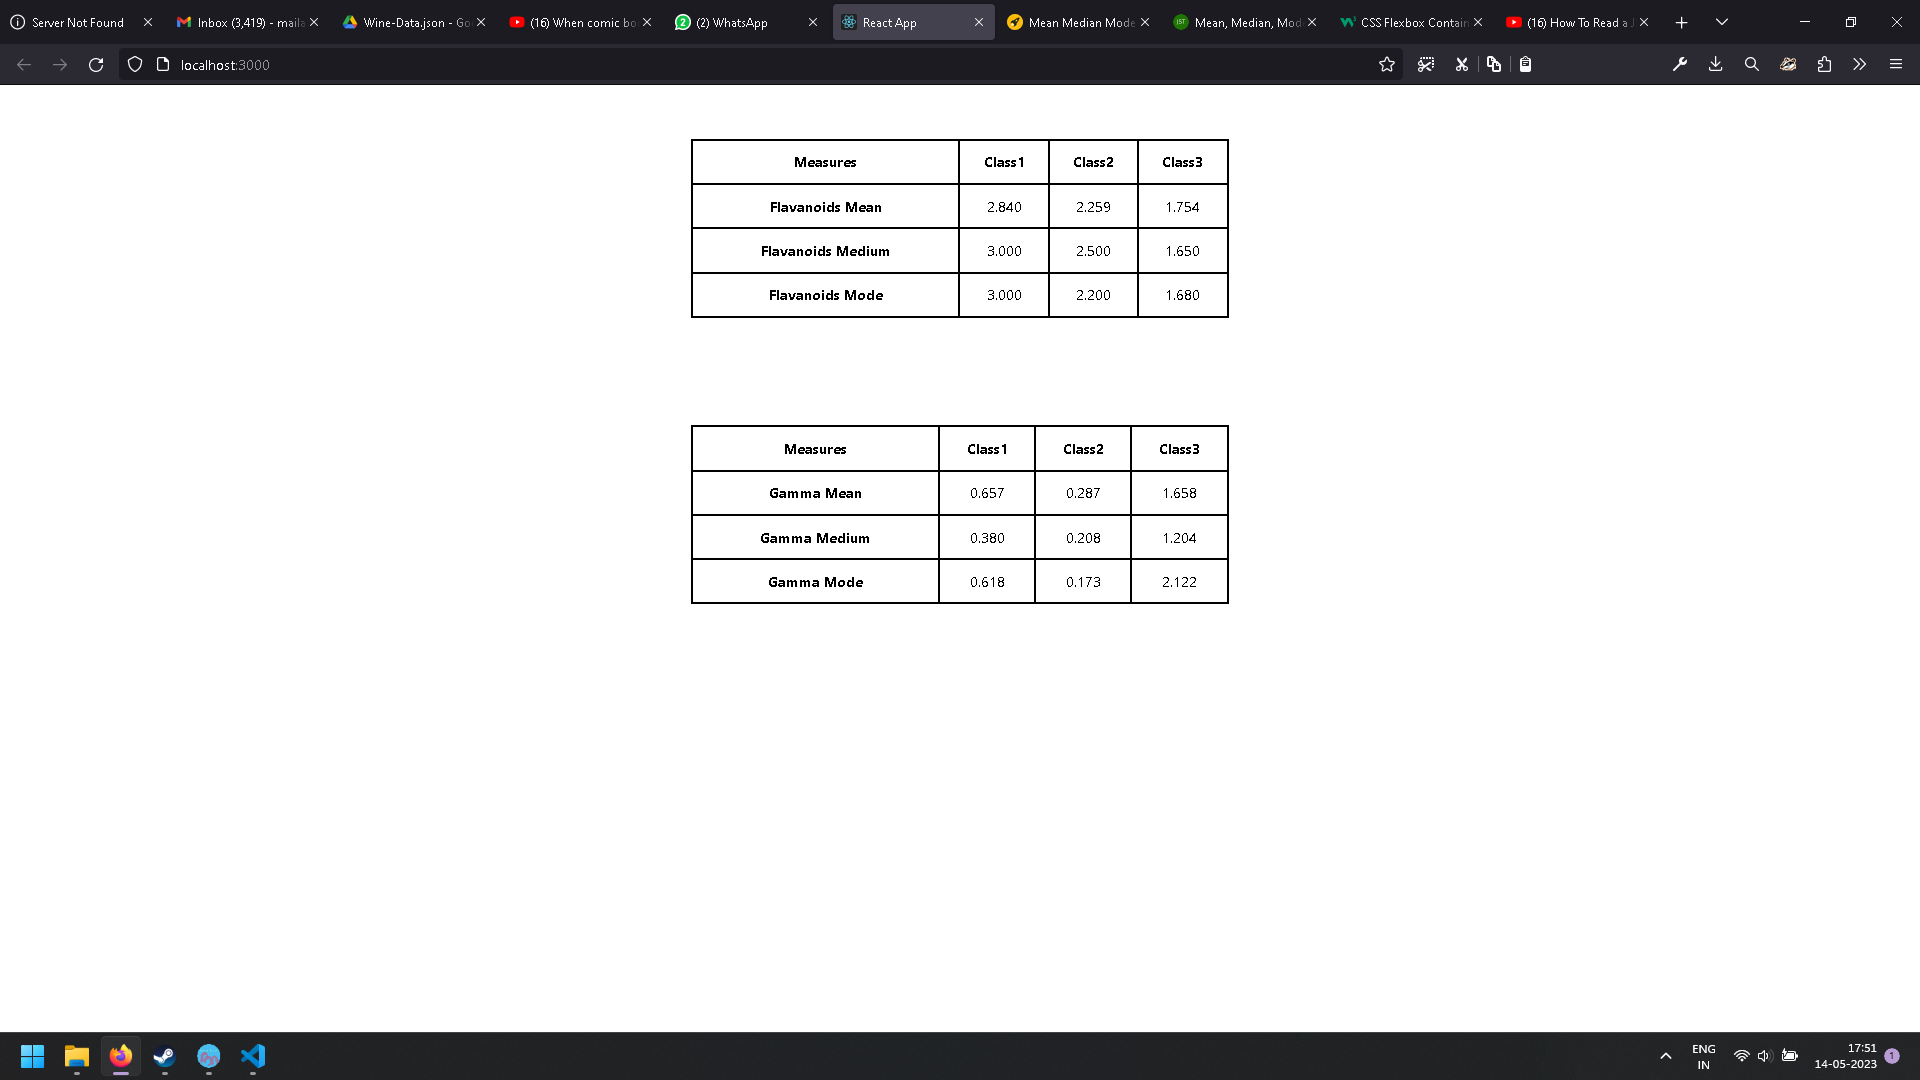 Server Not Found
Inbox (3,419) - maila
Wine-Data.json - Go
(16) When comic bo
(2) WhatsApp
React App
Mean Median Mode
Mean, Median, Mod
CSS Flexbox Contain
(16) How To Read a J
localhost:3000
Measures Class1 Class2 Class3
Flavanoids Mean 2.840 2.259 1.754
Flavanoids Medium 3.000 2.500 1.650
Flavanoids Mode 3.000 2.200 1.680
Measures Class1 Class2 Class3
Gamma Mean 0.657 0.287 1.658
Gamma Medium 0.380 0.208 1.204
Gamma Mode 0.618 0.173 2.122
ENG
IN
17:51
14-05-2023
1